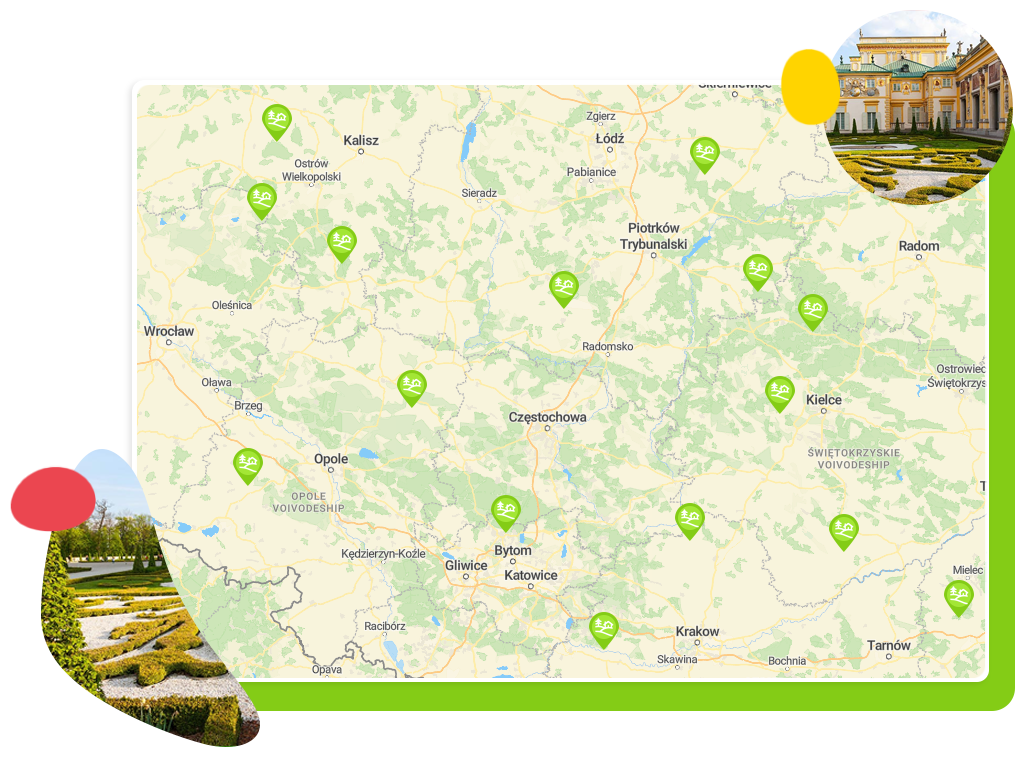 Skierniewice
Zgierz
Kalisz
Łódź
Ostrów
Wielkopolski
Pabianice
Sieradz
Piotrków
Trybunalski
Radom
Oleśnica
Wrocław
Radomsko
Ostrowiec
Świętokrzys
Oława
Brzeg
Kielce
Częstochowa
Opole
ŚWIĘTOKRZYSKIE
VOIVODESHIP
OPOLE
VOIVODESHIP
T
Kędzierzyn-Koźle
Bytom
Gliwice
Katowice
Mielec
Racibórz
Krakow
Tarnów
Skawina
Bochnia
Opava